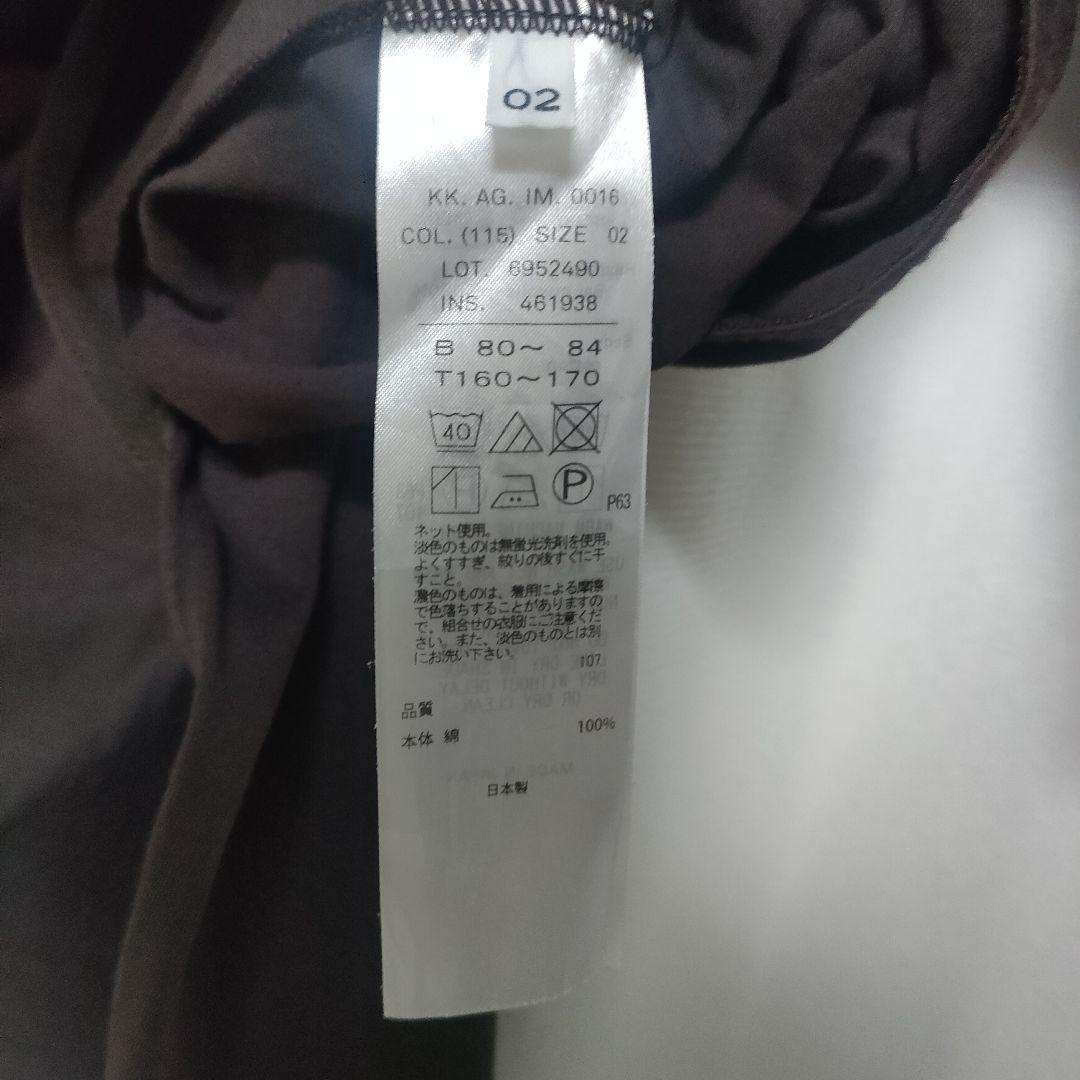 02
KK. AG. IM. 0016
COL. (115) SIZE 02
LOT. 6952490
INS. 461938
B 80〜 84
T160〜170
40
P
P63
ネット使用。
淡色のものは無蛍光洗剤を使用。
よくすすぎ、絞りの後すぐに干
すこと。
濃色のものは、着用による摩擦
で色落ちすることがありますの
で、組合せの衣服にご注意くだ
さい。また、淡色のものとは別
にお洗い下さい。
107
品質
本体 綿 100%
日本製